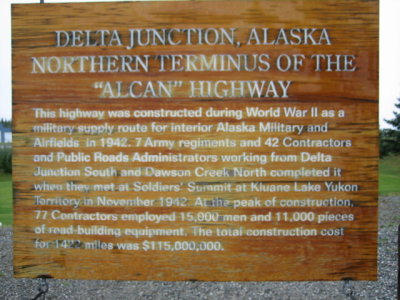 DELTA JUNCTION, ALASKA
NORTHERN TERMINUS OF THE
"ALCAN" HIGHWAY
This highway was constructed during World War II as a
military supply route for interior Alaska Military and
Airfields in 1942. 7 Army regiments and 42 Contractors
and Public Roads Administrators working from Delta
Junction South and Dawson Creek North completed it
when they met at Soldiers' Summit at Kluane Lake Yukon
Territory in November 1942. At the peak of construction,
77 Contractors employed 15,000 men and 11,000 pieces
of road-building equipment. The total construction cost
for miles was $115,000,000.